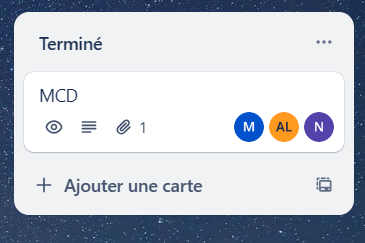 Terminé
MCD
1
M AL N
Ajouter une carte